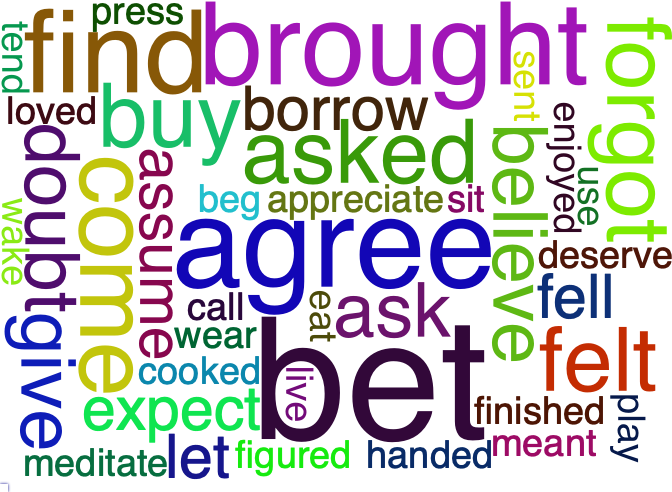 press
find
brought
tend
forgot
sent
loved
buy
borrow
enjoyed
asked
doubt
believe
assume
come
use
beg
appreciate
sit
wake
agree
deserve
fell
call
eat
ask
give
wear
bet
felt
cooked
live
expect
finished
play
meant
meditate
let
figured
handed